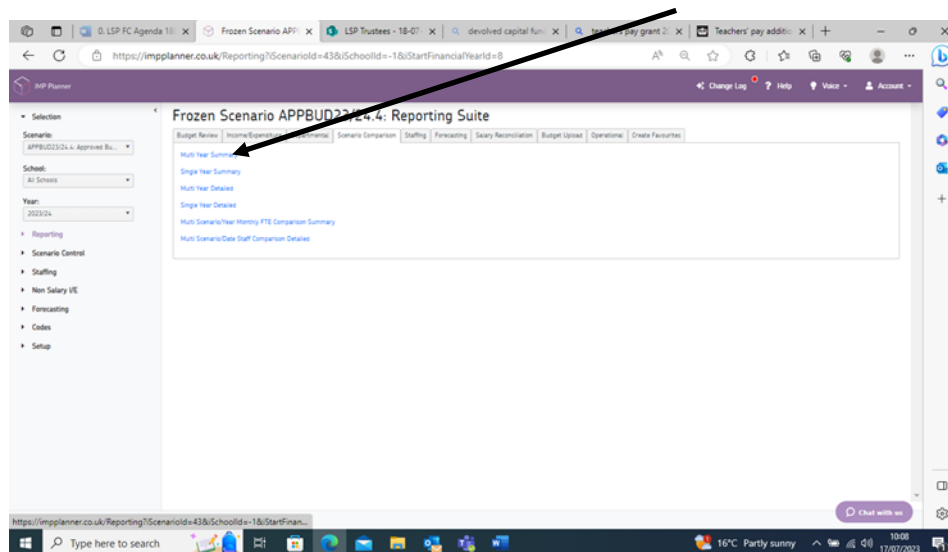 0. LSP FC Agenda 18
Frozen Scenario APP
LSP Trustees - 18-07
devolved capital fun
teachers pay grant 2
Teachers' pay additio
https://impplanner.co.uk/Reporting?iScenarioId=43&iSchoolId=-1&iStartFinancialYearId=8
IMP Planner
Change Log
? Help
Voice
Account
Selection
Scenario:
APPBUD23/24.4: Approved Bu...
School:
All Schools
Year:
2023/24
Reporting
Scenario Control
Staffing
Non Salary I/E
Forecasting
Codes
Setup
Frozen Scenario APPBUD23/24.4: Reporting Suite
Budget Review Income/Expenditure Departmental Scenario Comparison Staffing Forecasting Salary Reconciliation Budget Upload Operational Create Favourites
Multi Year Summary
Single Year Summary
Multi Year Detailed
Single Year Detailed
Multi Scenario/Year Monthly FTE Comparison Summary
Multi Scenario/Date Staff Comparison Detailed
Chat with us
https://impplanner.co.uk/Reporting?iScenarioId=43&iSchoolId=-1&iStartFinan...
Type here to search
16°C Partly sunny
10:08
17/07/2023